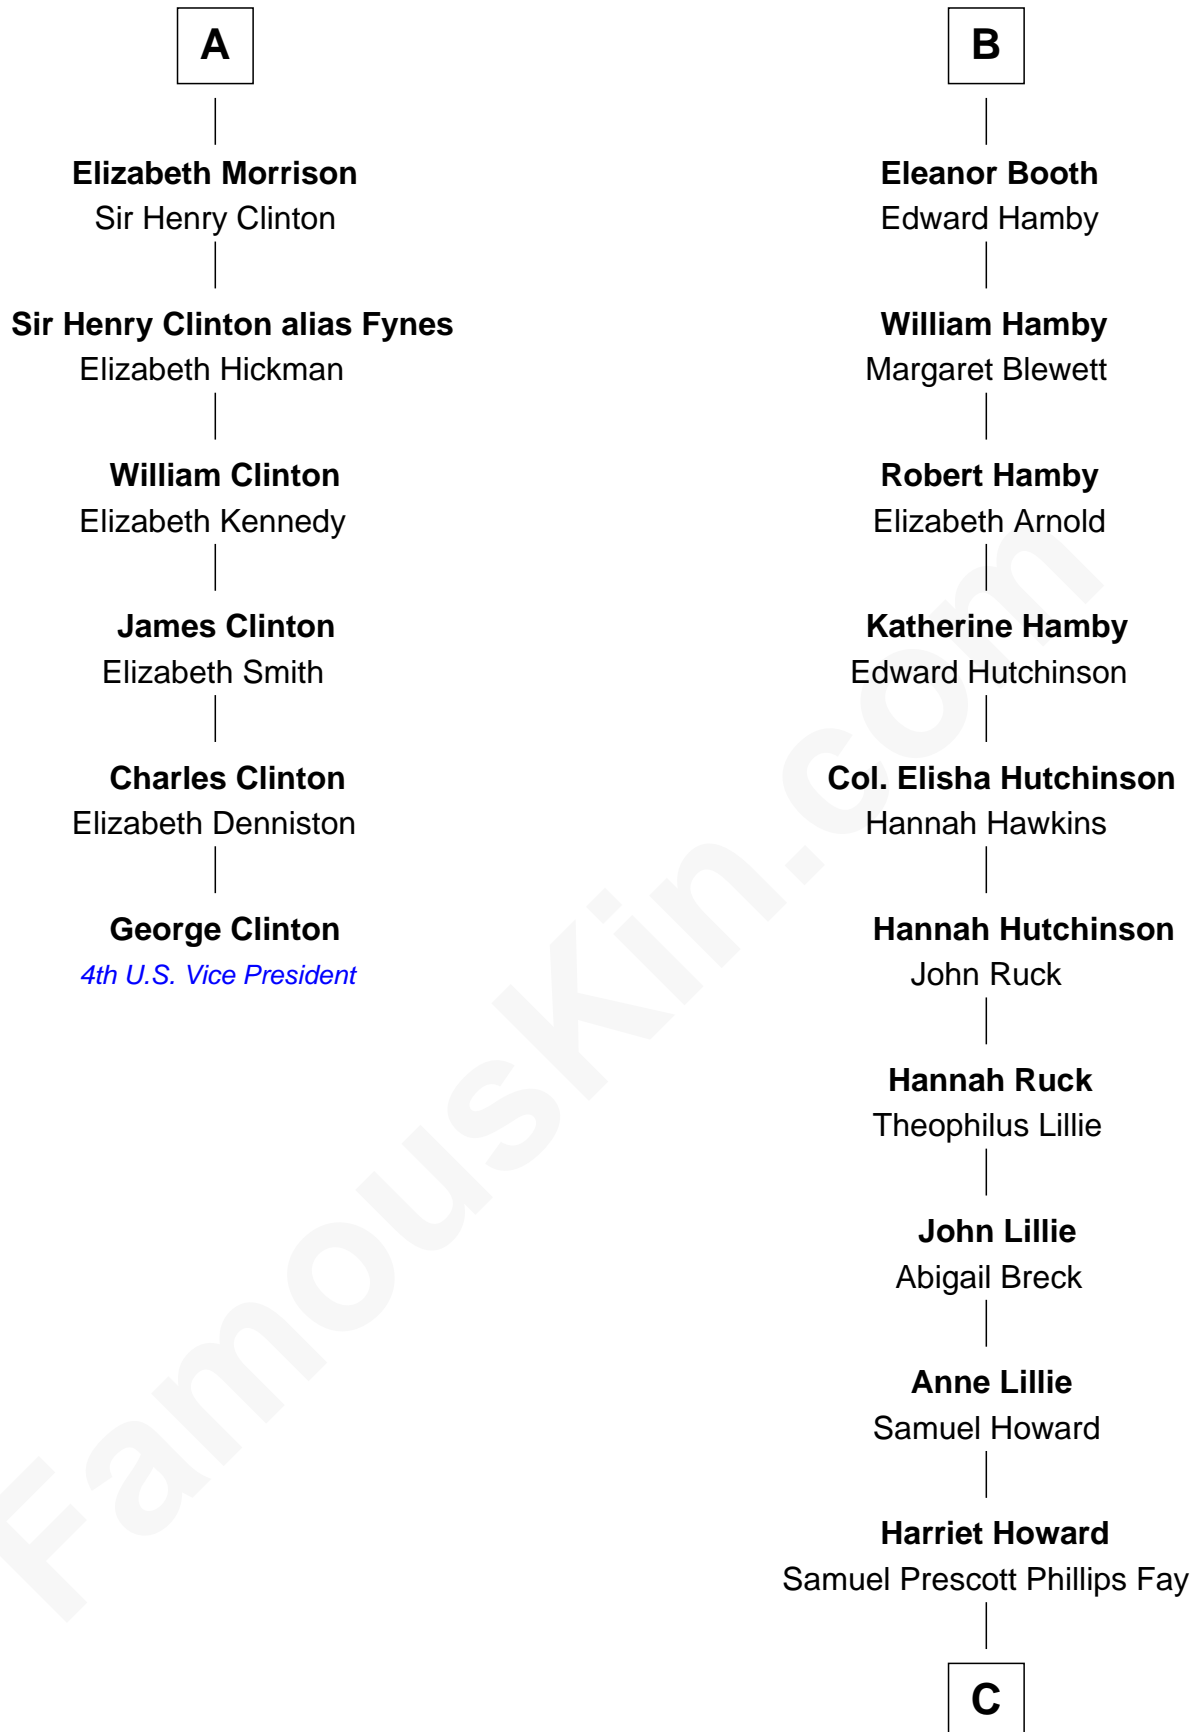 A
Elizabeth Morrison
Sir Henry Clinton
Sir Henry Clinton alias Fynes
Elizabeth Hickman
William Clinton
Elizabeth Kennedy
James Clinton
Elizabeth Smith
Charles Clinton
Elizabeth Denniston
George Clinton
4th U.S. Vice President
B
Eleanor Booth
Edward Hamby
William Hamby
Margaret Blewett
Robert Hamby
Elizabeth Arnold
Katherine Hamby
Edward Hutchinson
Col. Elisha Hutchinson
Hannah Hawkins
Hannah Hutchinson
John Ruck
Hannah Ruck
Theophilus Lillie
John Lillie
Abigail Breck
Anne Lillie
Samuel Howard
Harriet Howard
Samuel Prescott Phillips Fay
C
FamousKin.com